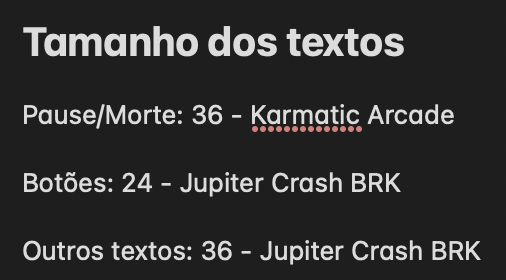 Tamanho dos textos
Pause/Morte: 36 - Karmatic Arcade
Botões: 24 - Jupiter Crash BRK
Outros textos: 36 - Jupiter Crash BRK